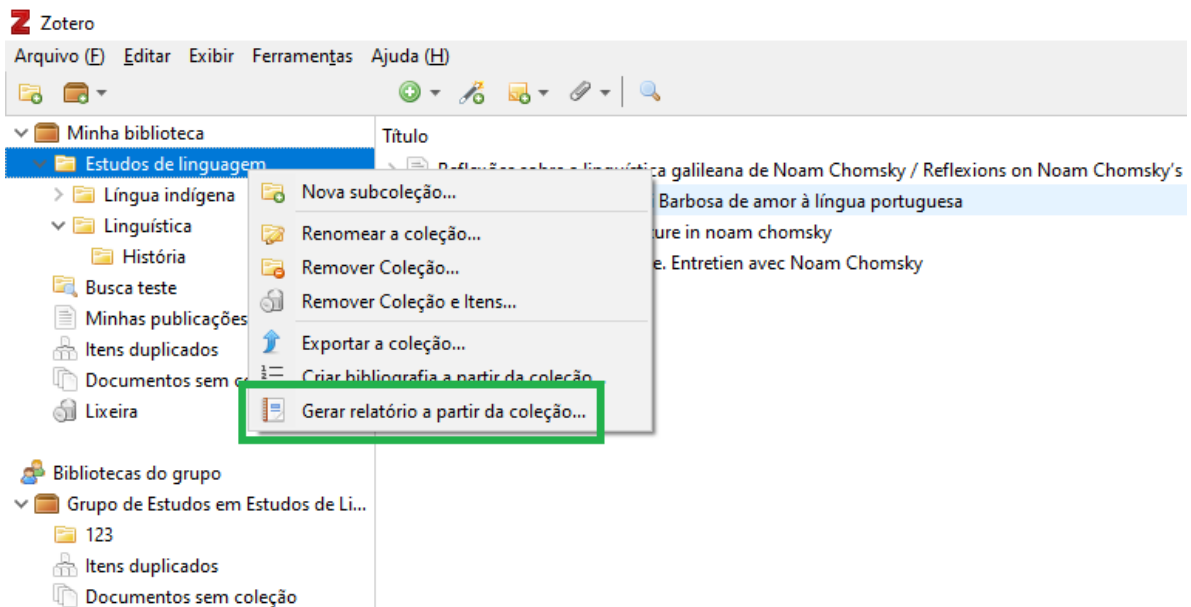 Zotero
Arquivo (F) Editar Exibir Ferramentas Ajuda (H)
Minha biblioteca
Título
Estudos de linguagem
Reflexões sobre a linguística galileana de Noam Chomsky / Reflexions on Noam Chomsky's
Língua indígena
Nova subcoleção...
Barbosa de amor à língua portuguesa
Linguística
Renomear a coleção...
ure in noam chomsky
História
Remover Coleção...
e. Entretien avec Noam Chomsky
Busca teste
Remover Coleção e Itens...
Minhas publicações
Exportar a coleção...
Itens duplicados
Criar bibliografia a partir da coleção
Documentos sem c
Gerar relatório a partir da coleção...
Lixeira
Bibliotecas do grupo
Grupo de Estudos em Estudos de Li...
123
Itens duplicados
Documentos sem coleção